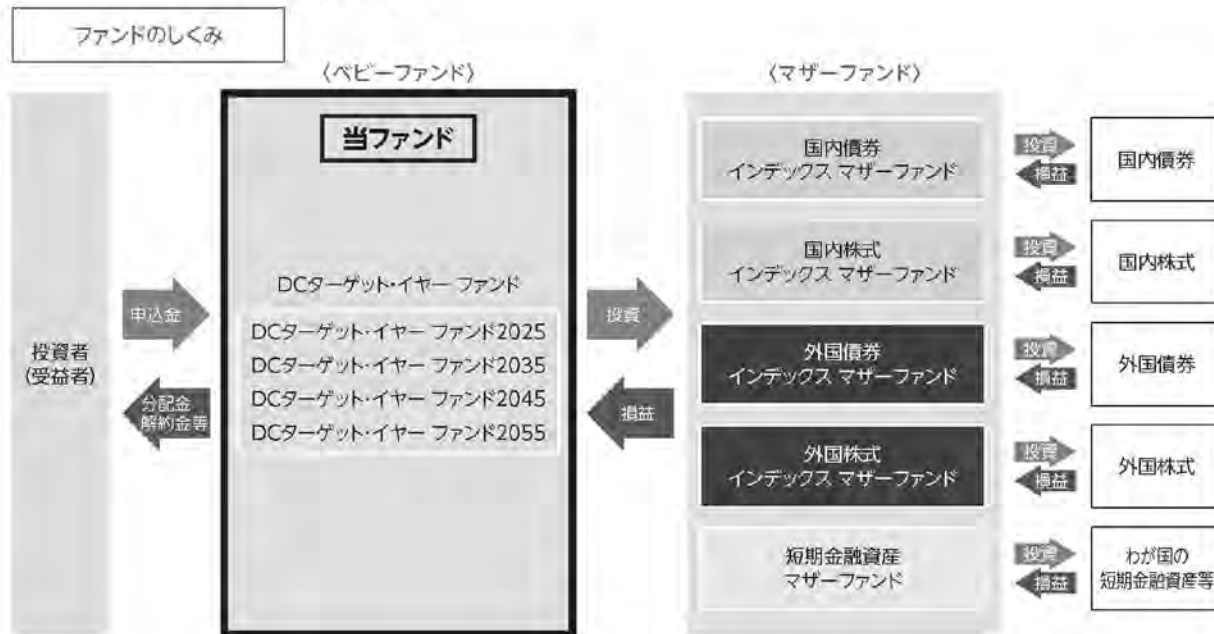 ファンドのしくみ
〈ベビーファンド〉
〈マザーファンド〉
投資者
(受益者)
申込金
分配金
解約金等
当ファンド
DCターゲット・イヤー ファンド
DCターゲット・イヤー ファンド2025
DCターゲット・イヤー ファンド2035
DCターゲット・イヤー ファンド2045
DCターゲット・イヤー ファンド2055
投資
損益
国内債券
インデックス マザーファンド
投資
損益
国内債券
国内株式
インデックス マザーファンド
投資
損益
国内株式
外国債券
インデックス マザーファンド
投資
損益
外国債券
外国株式
インデックス マザーファンド
投資
損益
外国株式
短期金融資産
マザーファンド
投資
損益
わが国の
短期金融資産等